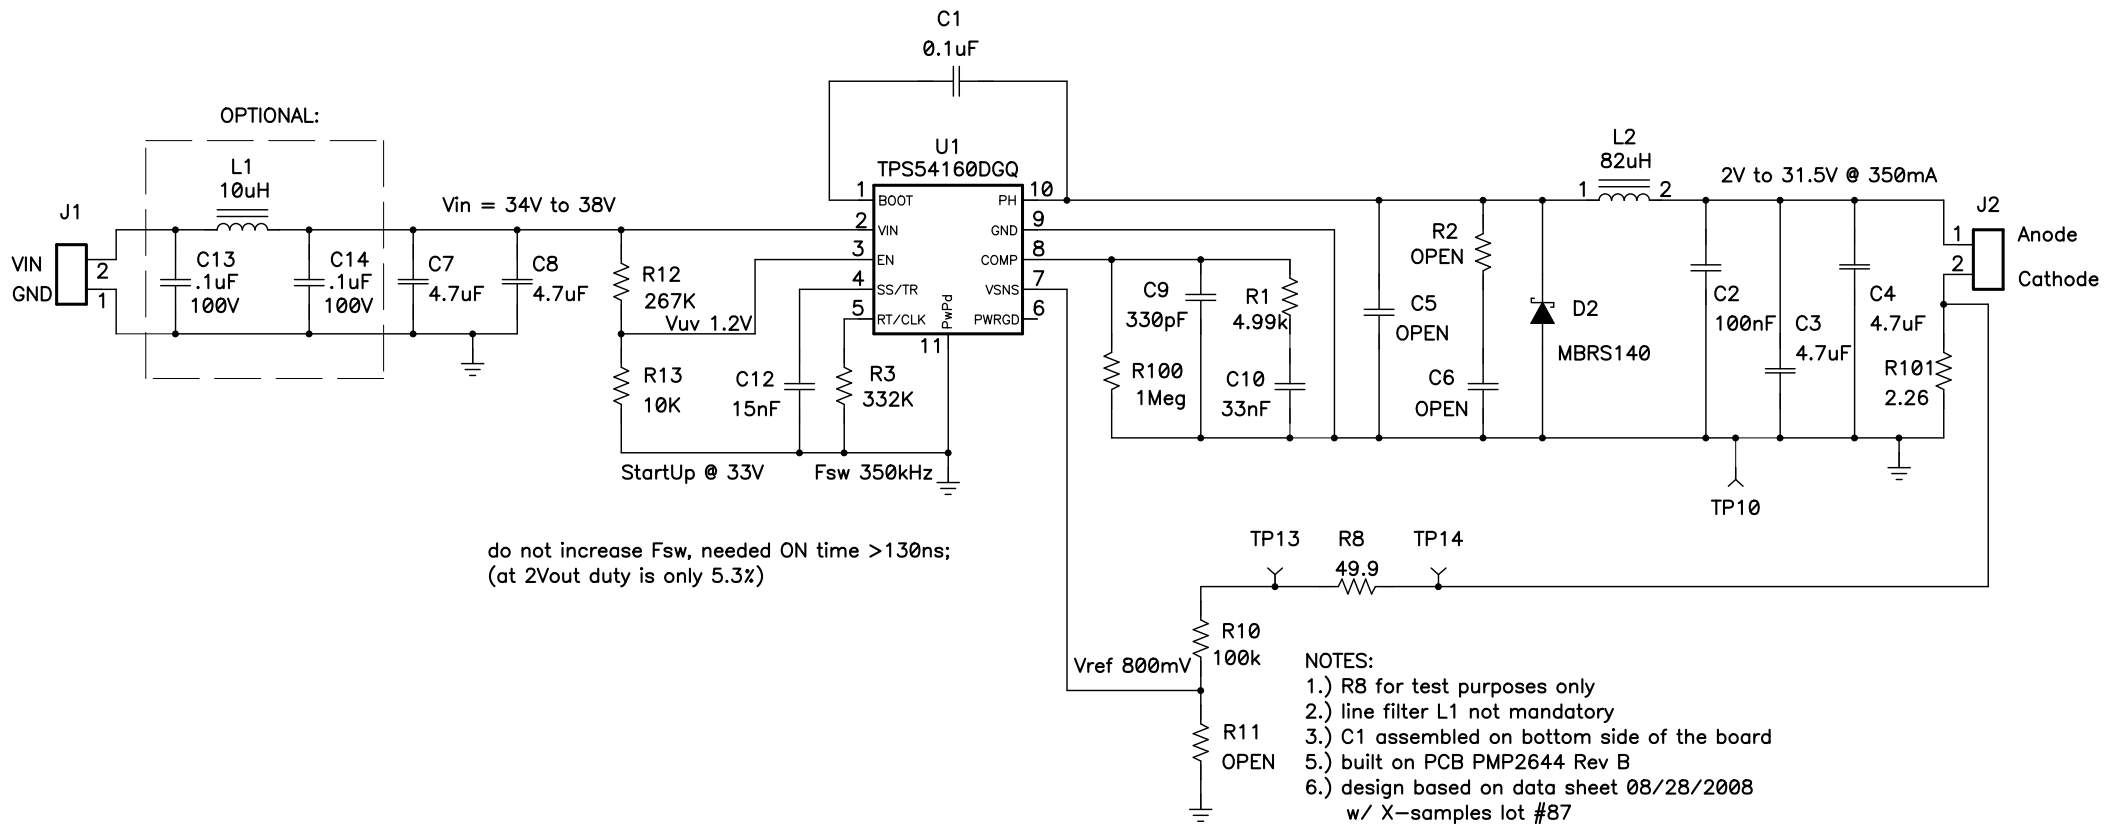 C1
0.1uF
OPTIONAL:
L1
10uH
J1
VIN
GND
2
1
C13
.1uF
100V
C14
.1uF
100V
Vin = 34V to 38V
C7
4.7uF
C8
4.7uF
R12
267K
Vuv 1.2V
R13
10K
C12
15nF
R3
332K
StartUp @ 33V
Fsw 350kHz
U1
TPS54160DGQ
1
BOOT
2
VIN
3
EN
4
SS/TR
5
RT/CLK
PwPd
11
PH
10
GND
9
COMP
8
VSNS
7
PWRGD
6
C9
330pF
R1
4.99k
R100
1Meg
C10
33nF
C5
OPEN
R2
OPEN
C6
OPEN
D2
MBRS140
L2
82uH
1
2
2V to 31.5V @ 350mA
C2
100nF
C3
4.7uF
C4
4.7uF
R101
2.26
J2
1
2
Anode
Cathode
TP10
do not increase Fsw, needed ON time >130ns;
(at 2Vout duty is only 5.3%)
TP13
R8
49.9
TP14
R10
100k
Vref 800mV
R11
OPEN
NOTES:
1.) R8 for test purposes only
2.) line filter L1 not mandatory
3.) C1 assembled on bottom side of the board
5.) built on PCB PMP2644 Rev B
6.) design based on data sheet 08/28/2008
w/ X-samples lot #87